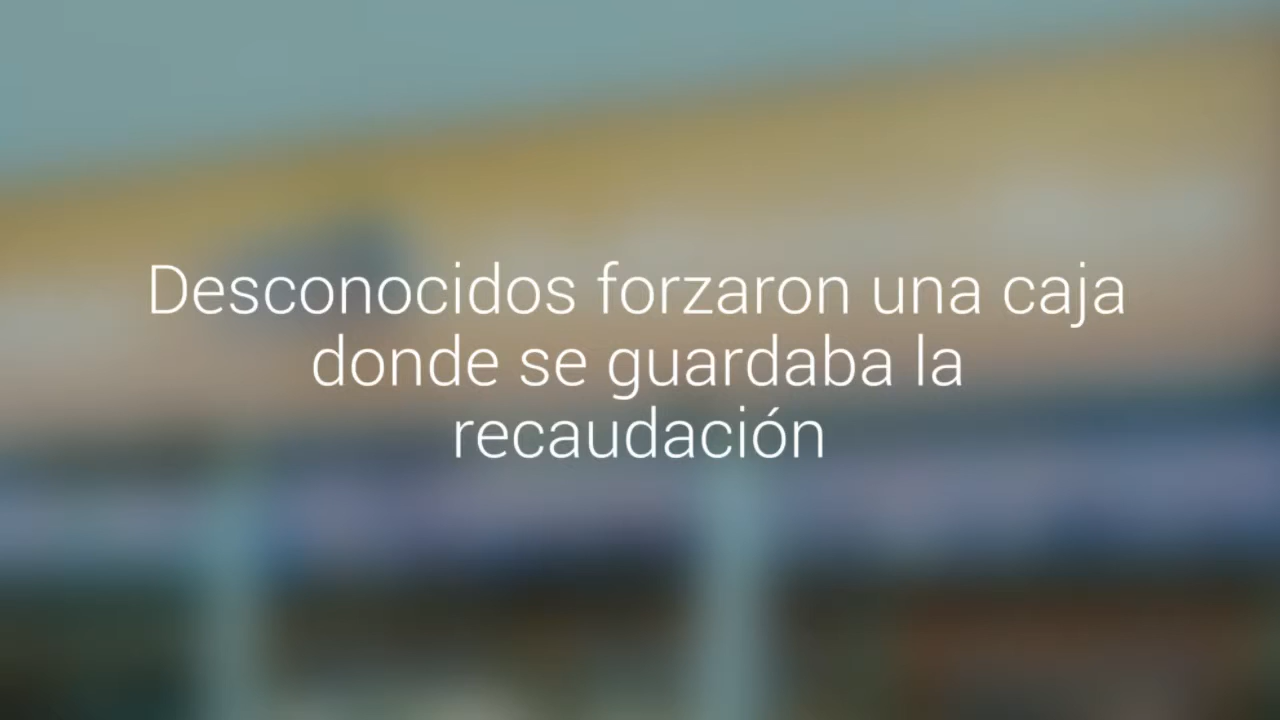 Desconocidos forzaron una caja
donde se guardaba la
recaudación